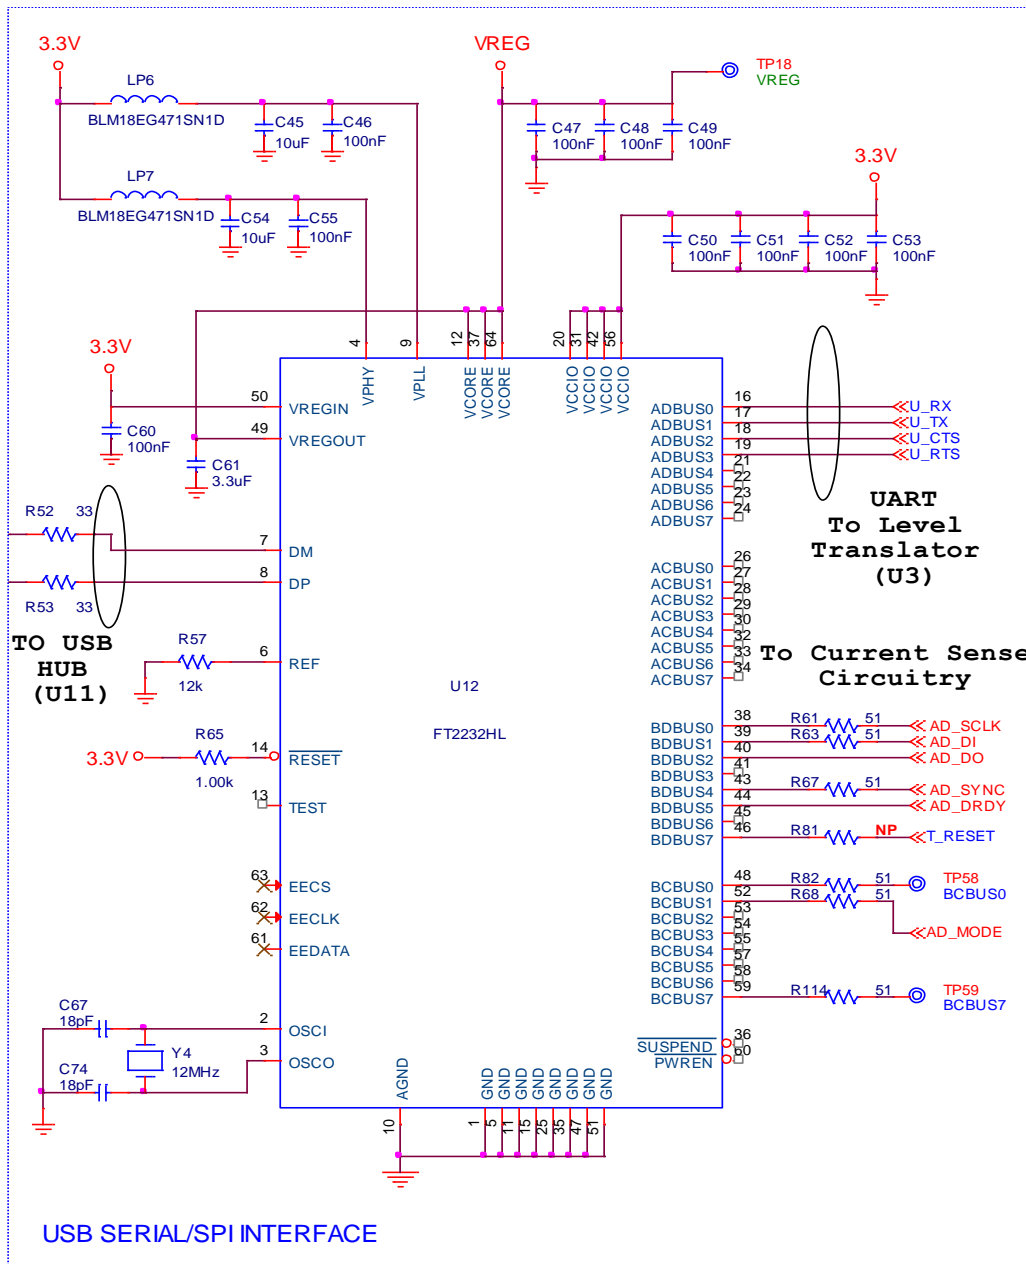 3.3V
VREG
LP6
BLM18EG471SN1D
C45
10uF
C46
100nF
TP18
VREG
C47
100nF
C48
100nF
C49
100nF
LP7
BLM18EG471SN1D
C54
10uF
C55
100nF
3.3V
C50
100nF
C51
100nF
C52
100nF
C53
100nF
3.3V
C60
100nF
C61
3.3uF
4
9
12
37
64
20
31
42
56
VPHY
VPLL
VCORE
VCORE
VCORE
VCCIO
VCCIO
VCCIO
VCCIO
50
VREGIN
49
VREGOUT
R52
33
7
DM
8
DP
R53
33
TO USB
HUB
(U11)
R57
12k
6
REF
3.3V
R65
1.00k
14
RESET
13
TEST
63
EECS
62
EECLK
61
EEDATA
C67
18pF
2
OSCI
C74
18pF
Y4
12MHz
3
OSCO
U12
FT2232HL
ADBUS0 16 U_RX
ADBUS1 17 U_TX
ADBUS2 18 U_CTS
ADBUS3 19 U_RTS
ADBUS4 21
ADBUS5 22
ADBUS6 23
ADBUS7 24
UART
To Level
Translator
(U3)
ACBUS0 26
ACBUS1 27
ACBUS2 28
ACBUS3 29
ACBUS4 30
ACBUS5 32
ACBUS6 33
ACBUS7 34
To Current Sense
Circuitry
BDBUS0 38 R61 51 AD_SCLK
BDBUS1 39 R63 51 AD_DI
BDBUS2 40 AD_DO
BDBUS3 41
BDBUS4 43 R67 51 AD_SYNC
BDBUS5 44 AD_DRDY
BDBUS6 45
BDBUS7 46 R81 NP T_RESET
BCBUS0 48 R82 51 TP58
BCBUS0
BCBUS1 52 R68 51 AD_MODE
BCBUS2 53
BCBUS3 54
BCBUS4 55
BCBUS5 57
BCBUS6 58
BCBUS7 59 R114 51 TP59
BCBUS7
SUSPEND 36
PWREN 60
AGND
GND
GND
GND
GND
GND
GND
GND
GND
10
1
5
11
15
25
35
47
51
USB SERIAL/SPI INTERFACE